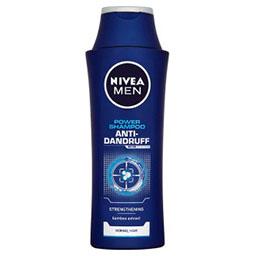 NIVEA
MEN
POWER
SHAMPOO
ANTI-
DANDRUFF
STRENGTHENING
bamboo extract
NORMAL HAIR